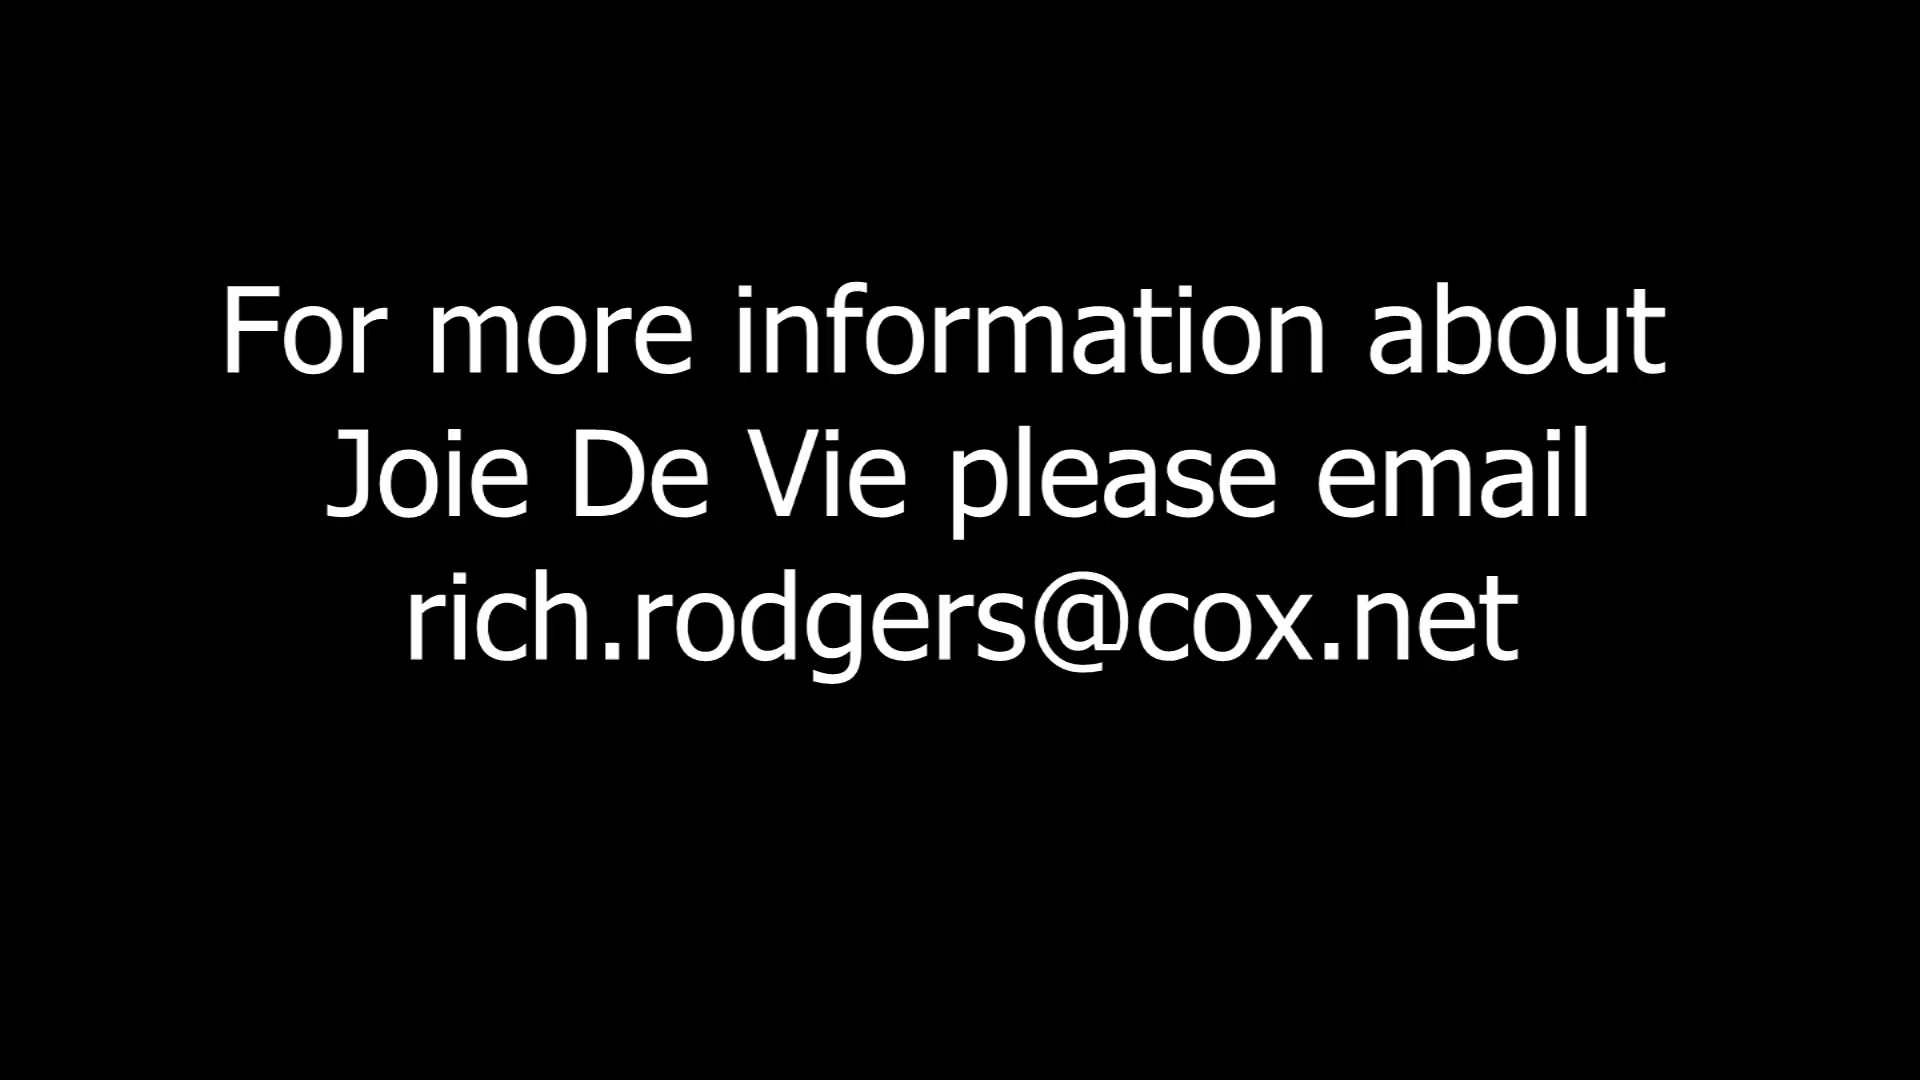 For more information about
Joie De Vie please email
rich.rodgers@cox.net